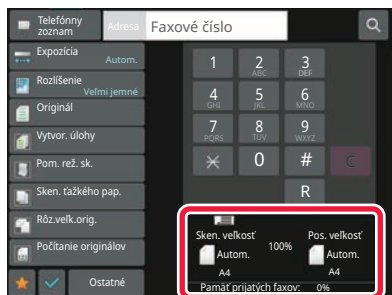 Telefónny
zoznam
Adresa
Faxové číslo
Expozícia
Autom.
Rozlíšenie
Veľmi jemné
Originál
Vytvor. úlohy
Pom. rež. sk.
Sken. ťažkého pap.
Rôz.veľk.orig.
Počítanie originálov
Ostatné
1
2
ABC
3
DEF
4
GHI
5
JKL
6
MNO
7
PQRS
8
TUV
9
WXYZ
0
#
C
R
Sken. veľkosť
100%
Pos. veľkosť
Autom.
Autom.
A4
A4
Pamäť prijatých faxov: 0%